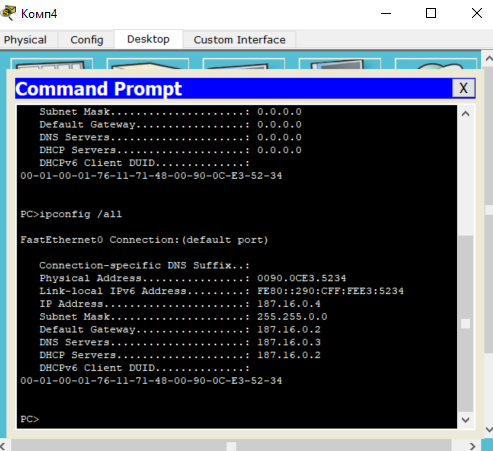 Комп4
Physical Config Desktop Custom Interface
Command Prompt X
Subnet Mask.....................: 0.0.0.0
Default Gateway.................: 0.0.0.0
DNS Servers.....................: 0.0.0.0
DHCP Servers....................: 0.0.0.0
DHCPv6 Client DUID..............:
00-01-00-01-76-11-71-48-00-90-0C-E3-52-34
PC>ipconfig /all
FastEthernet0 Connection:(default port)
Connection-specific DNS Suffix..:
Physical Address................: 0090.0CE3.5234
Link-local IPv6 Address.........: FE80::290:CFF:FEE3:5234
IP Address......................: 187.16.0.4
Subnet Mask.....................: 255.255.0.0
Default Gateway.................: 187.16.0.2
DNS Servers.....................: 187.16.0.3
DHCP Servers....................: 187.16.0.2
DHCPv6 Client DUID..............:
00-01-00-01-76-11-71-48-00-90-0C-E3-52-34
PC>